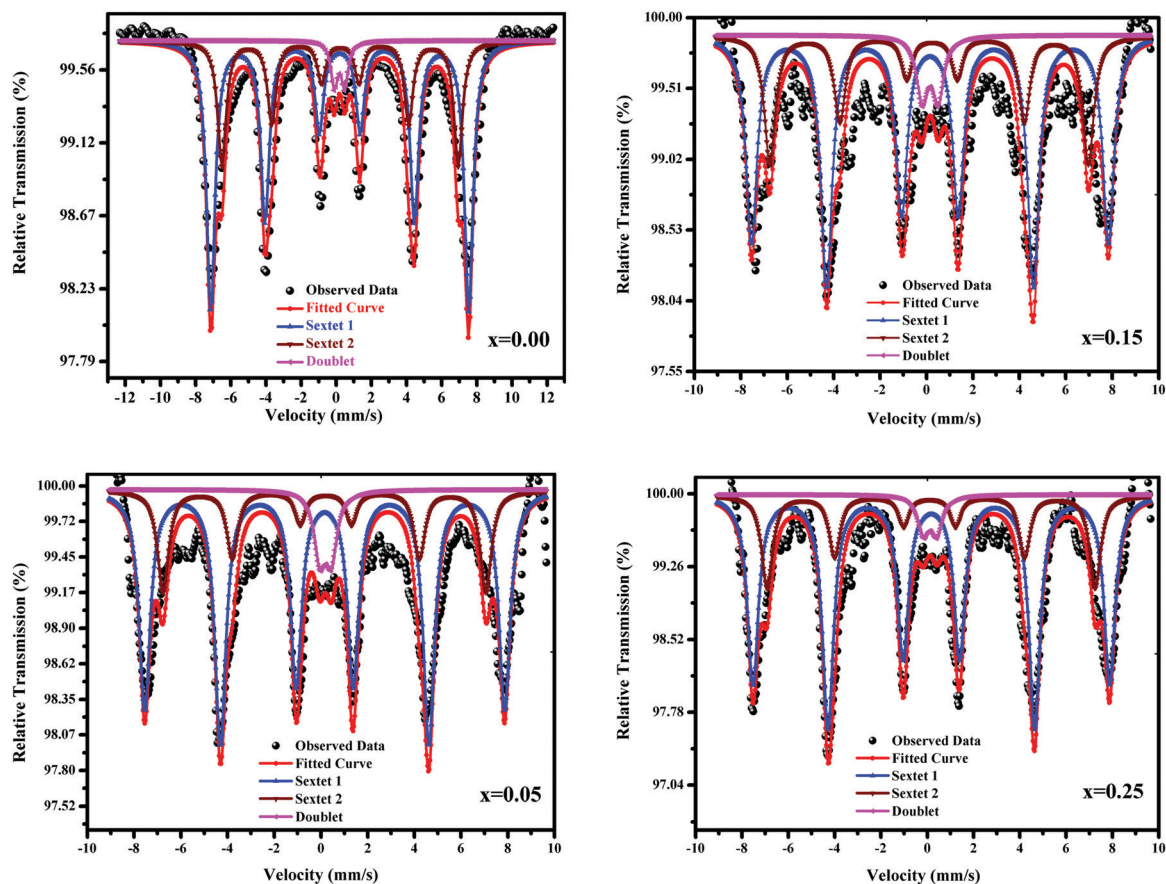 Relative Transmission (%)
99.56
99.12
98.67
98.23
97.79
Observed Data
Fitted Curve
Sextet 1
Sextet 2
Doublet
x=0.00
-12 -10 -8 -6 -4 -2 0 2 4 6 8 10 12
Velocity (mm/s)
Relative Transmission (%)
100.00
99.51
99.02
98.53
98.04
97.55
Observed Data
Fitted Curve
Sextet 1
Sextet 2
Doublet
x=0.15
-10 -8 -6 -4 -2 0 2 4 6 8 10
Velocity (mm/s)
Relative Transmission (%)
100.00
99.72
99.45
99.17
98.90
98.62
98.35
98.07
97.80
97.52
Observed Data
Fitted Curve
Sextet 1
Sextet 2
Doublet
x=0.05
-10 -8 -6 -4 -2 0 2 4 6 8 10
Velocity (mm/s)
Relative Transmission (%)
100.00
99.26
98.52
97.78
97.04
Observed Data
Fitted Curve
Sextet 1
Sextet 2
Doublet
x=0.25
-10 -8 -6 -4 -2 0 2 4 6 8 10
Velocity (mm/s)